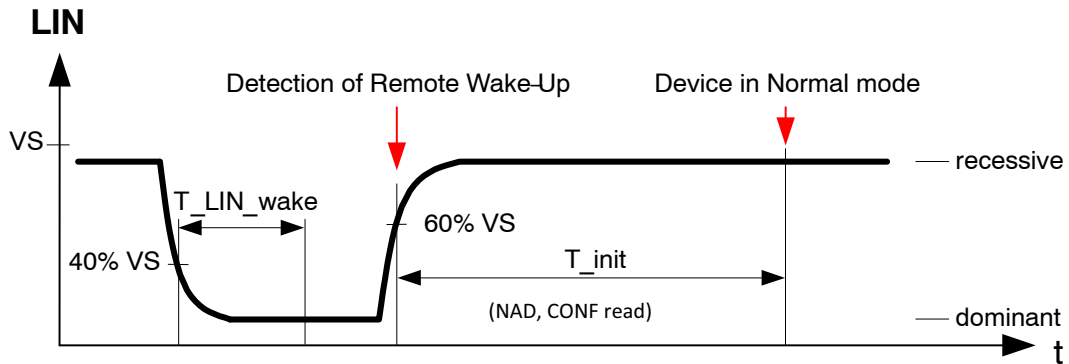 LIN
Detection of Remote Wake-Up
Device in Normal mode
VS
recessive
T_LIN_wake
60% VS
40% VS
T_init
(NAD, CONF read)
dominant
t